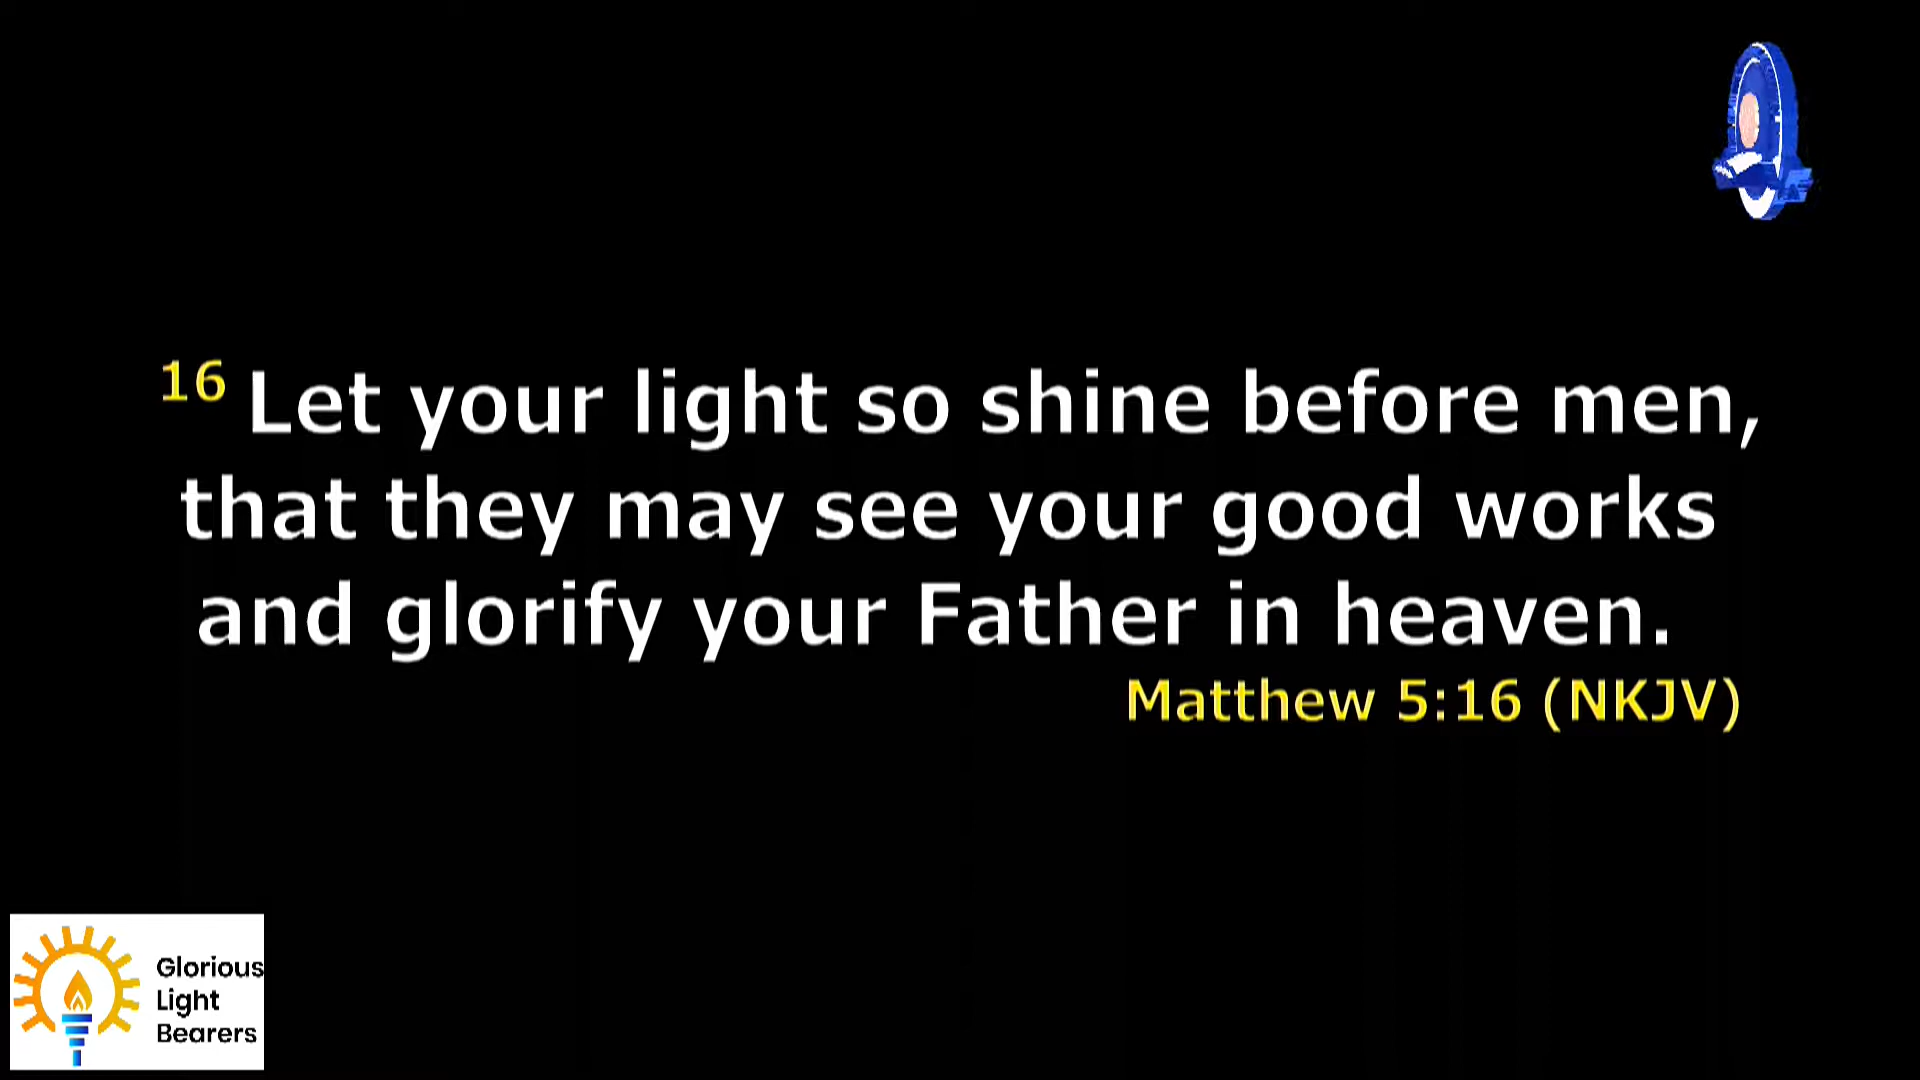 16 Let your light so shine before men,
that they may see your good works
and glorify your Father in heaven.
Matthew 5:16 (NKJV)
Glorious
Light
Bearers